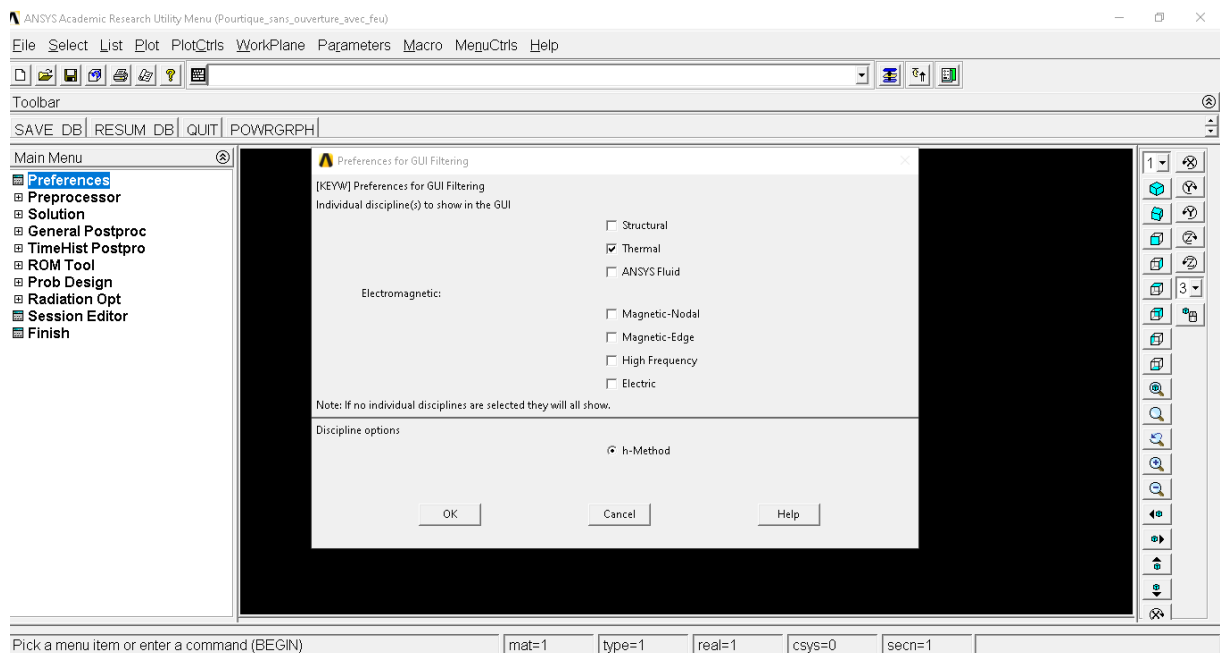 ANSYS Academic Research Utility Menu (Pourtique_sans_ouverture_avec_feu)
File Select List Plot PlotCtrls WorkPlane Parameters Macro MenuCtrls Help
Toolbar
SAVE_DB RESUM_DB QUIT POWRGRPH
Main Menu
Preferences
Preprocessor
Solution
General Postproc
TimeHist Postpro
ROM Tool
Prob Design
Radiation Opt
Session Editor
Finish
Preferences for GUI Filtering
[KEYW] Preferences for GUI Filtering
Individual discipline(s) to show in the GUI
Structural
Thermal
ANSYS Fluid
Electromagnetic:
Magnetic-Nodal
Magnetic-Edge
High Frequency
Electric
Note: If no individual disciplines are selected they will all show.
Discipline options
h-Method
OK Cancel Help
1
3
Pick a menu item or enter a command (BEGIN) mat=1 type=1 real=1 csys=0 secn=1